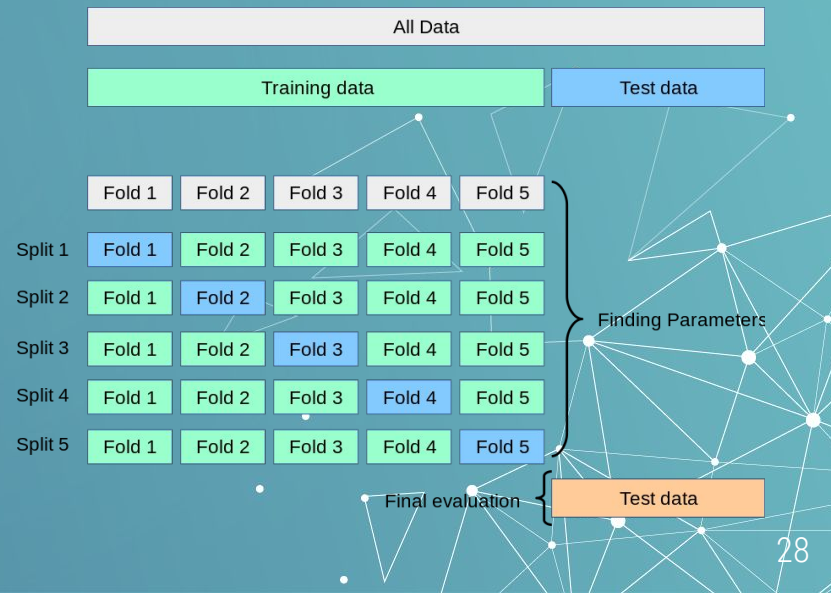 All Data
Training data
Test data
Fold 1 Fold 2 Fold 3 Fold 4 Fold 5
Split 1 Fold 1 Fold 2 Fold 3 Fold 4 Fold 5
Split 2 Fold 1 Fold 2 Fold 3 Fold 4 Fold 5
Finding Parameters
Split 3 Fold 1 Fold 2 Fold 3 Fold 4 Fold 5
Split 4 Fold 1 Fold 2 Fold 3 Fold 4 Fold 5
Split 5 Fold 1 Fold 2 Fold 3 Fold 4 Fold 5
Final evaluation
Test data
28